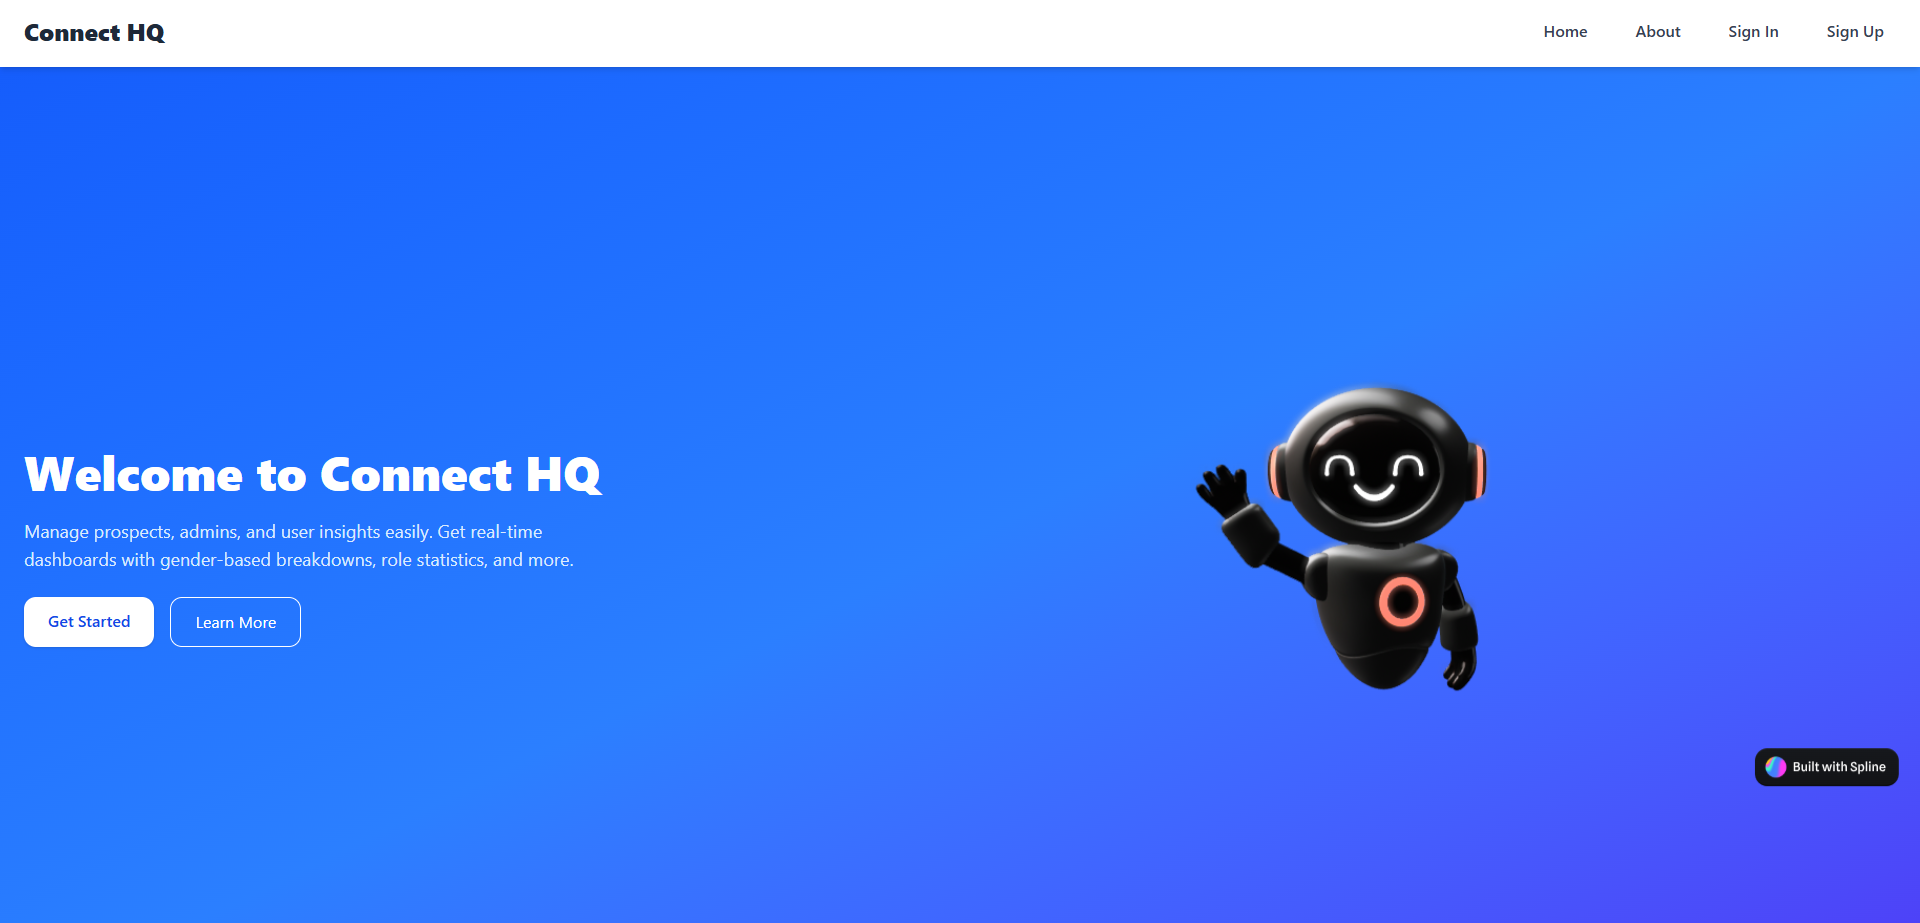 Connect HQ
Home
About
Sign In
Sign Up
Welcome to Connect HQ
Manage prospects, admins, and user insights easily. Get real-time
dashboards with gender-based breakdowns, role statistics, and more.
Get Started
Learn More
Built with Spline